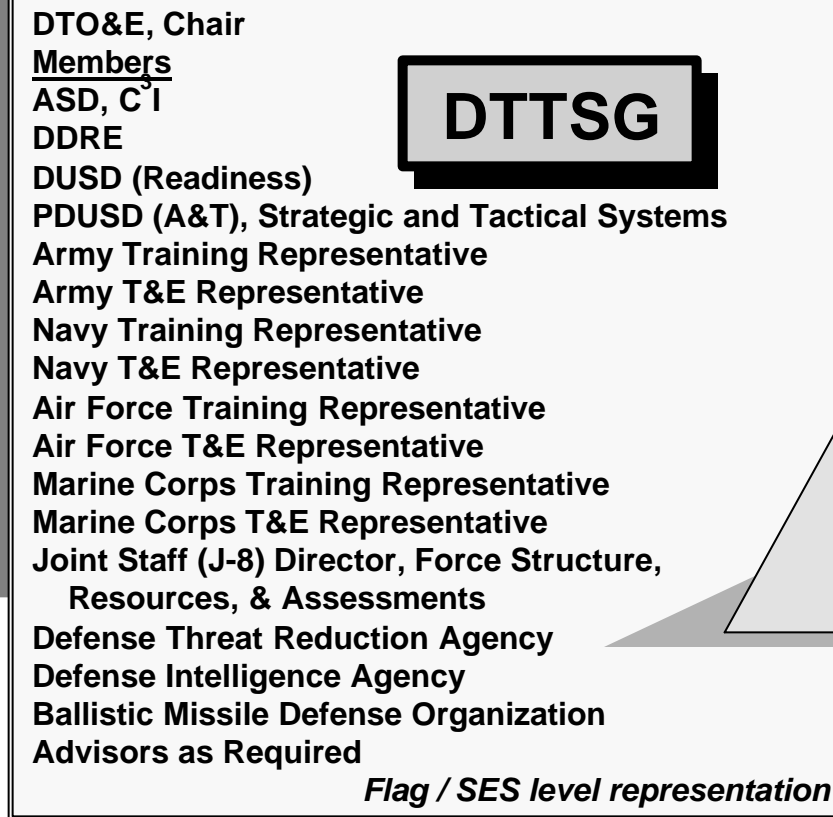 DTO&E, Chair
Members
ASD, C³I
DDRE
DTTSG
DUSD (Readiness)
PDUSD (A&T), Strategic and Tactical Systems
Army Training Representative
Army T&E Representative
Navy Training Representative
Navy T&E Representative
Air Force Training Representative
Air Force T&E Representative
Marine Corps Training Representative
Marine Corps T&E Representative
Joint Staff (J-8) Director, Force Structure,
Resources, & Assessments
Defense Threat Reduction Agency
Defense Intelligence Agency
Ballistic Missile Defense Organization
Advisors as Required
Flag / SES level representation